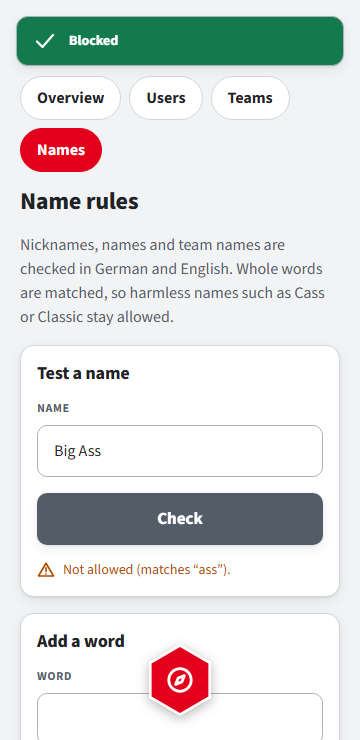 Blocked
Overview
Users
Teams
Names
Name rules
Nicknames, names and team names are
checked in German and English. Whole words
are matched, so harmless names such as Cass
or Classic stay allowed.
Test a name
NAME
Big Ass
Check
Not allowed (matches “ass”).
Add a word
WORD